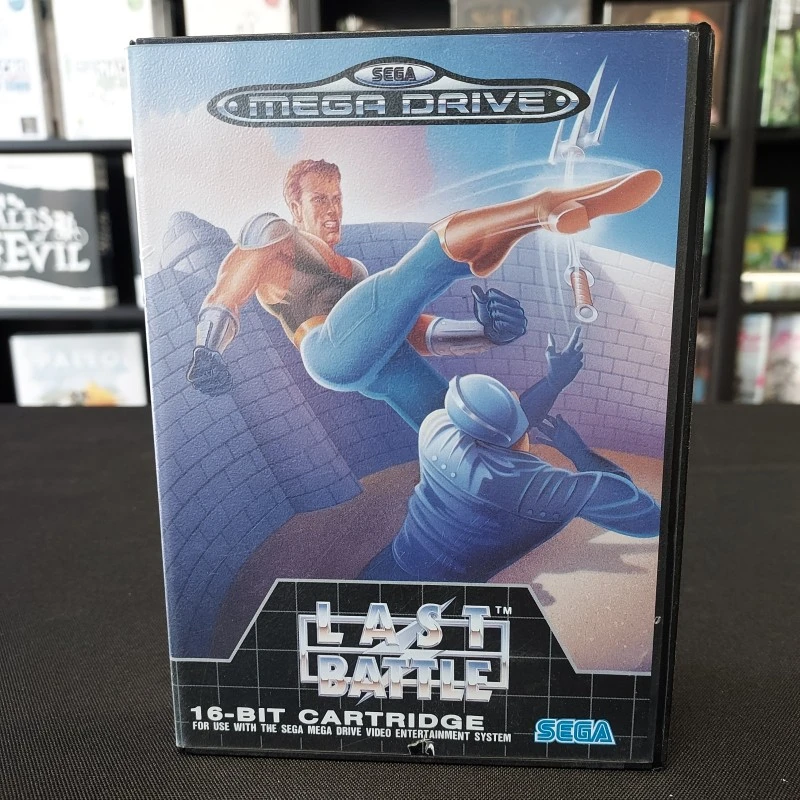 SEGA
MEGA DRIVE
ALES
EVIL
LAST TM
BATTLE
16-BIT CARTRIDGE
FOR USE WITH THE SEGA MEGA DRIVE VIDEO ENTERTAINMENT SYSTEM
SEGA